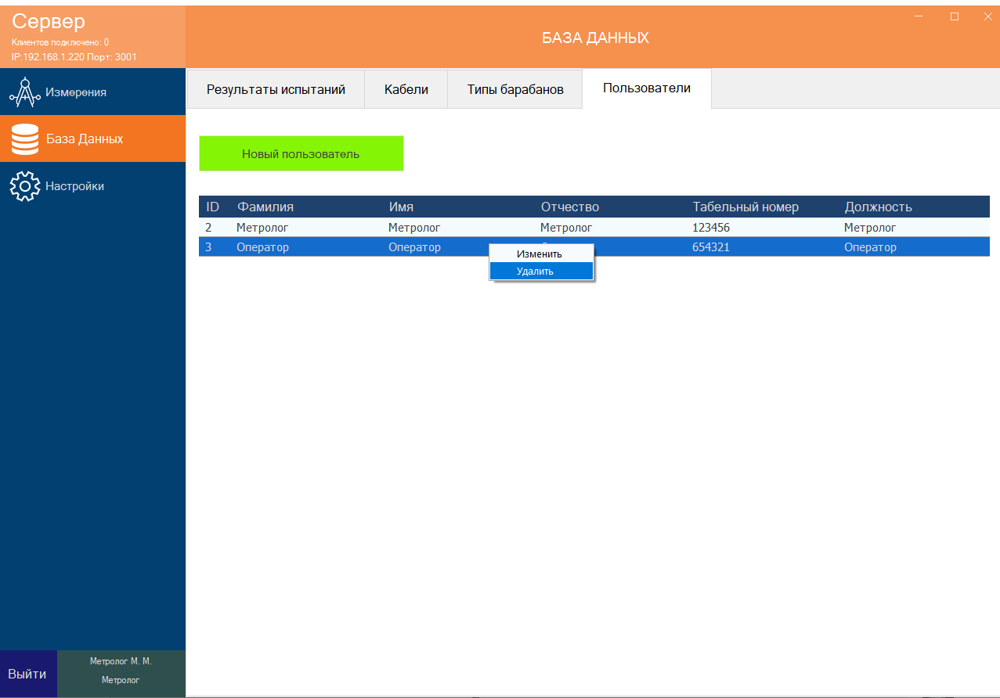 Сервер
Клиентов подключено: 0
IP:192.168.1.220 Порт: 3001
БАЗА ДАННЫХ
Измерения
База Данных
Настройки
Результаты испытаний Кабели Типы барабанов Пользователи
Новый пользователь
ID Фамилия Имя Отчество Табельный номер Должность
2 Метролог Метролог Метролог 123456 Метролог
3 Оператор Оператор 654321 Оператор
Изменить
Удалить
Выйти
Метролог М. М.
Метролог